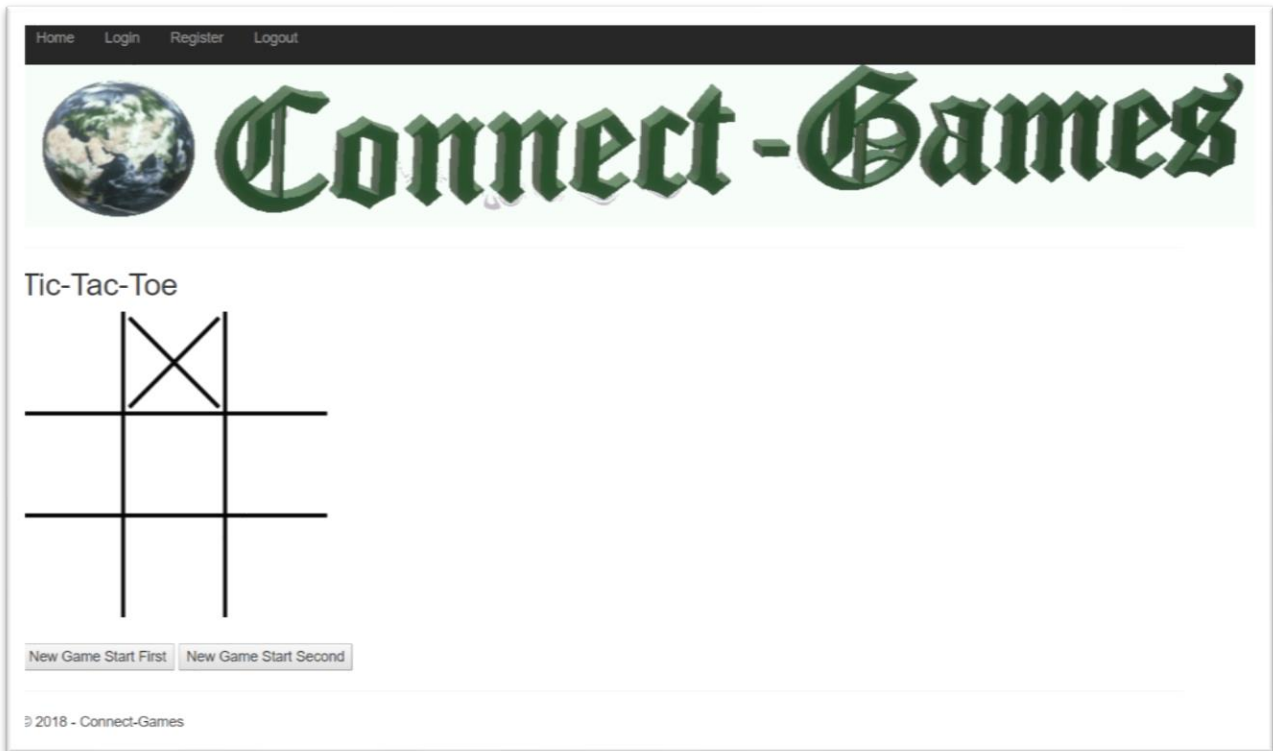 Home Login Register Logout
Connect-Games
Tic-Tac-Toe
New Game Start First New Game Start Second
© 2018 - Connect-Games